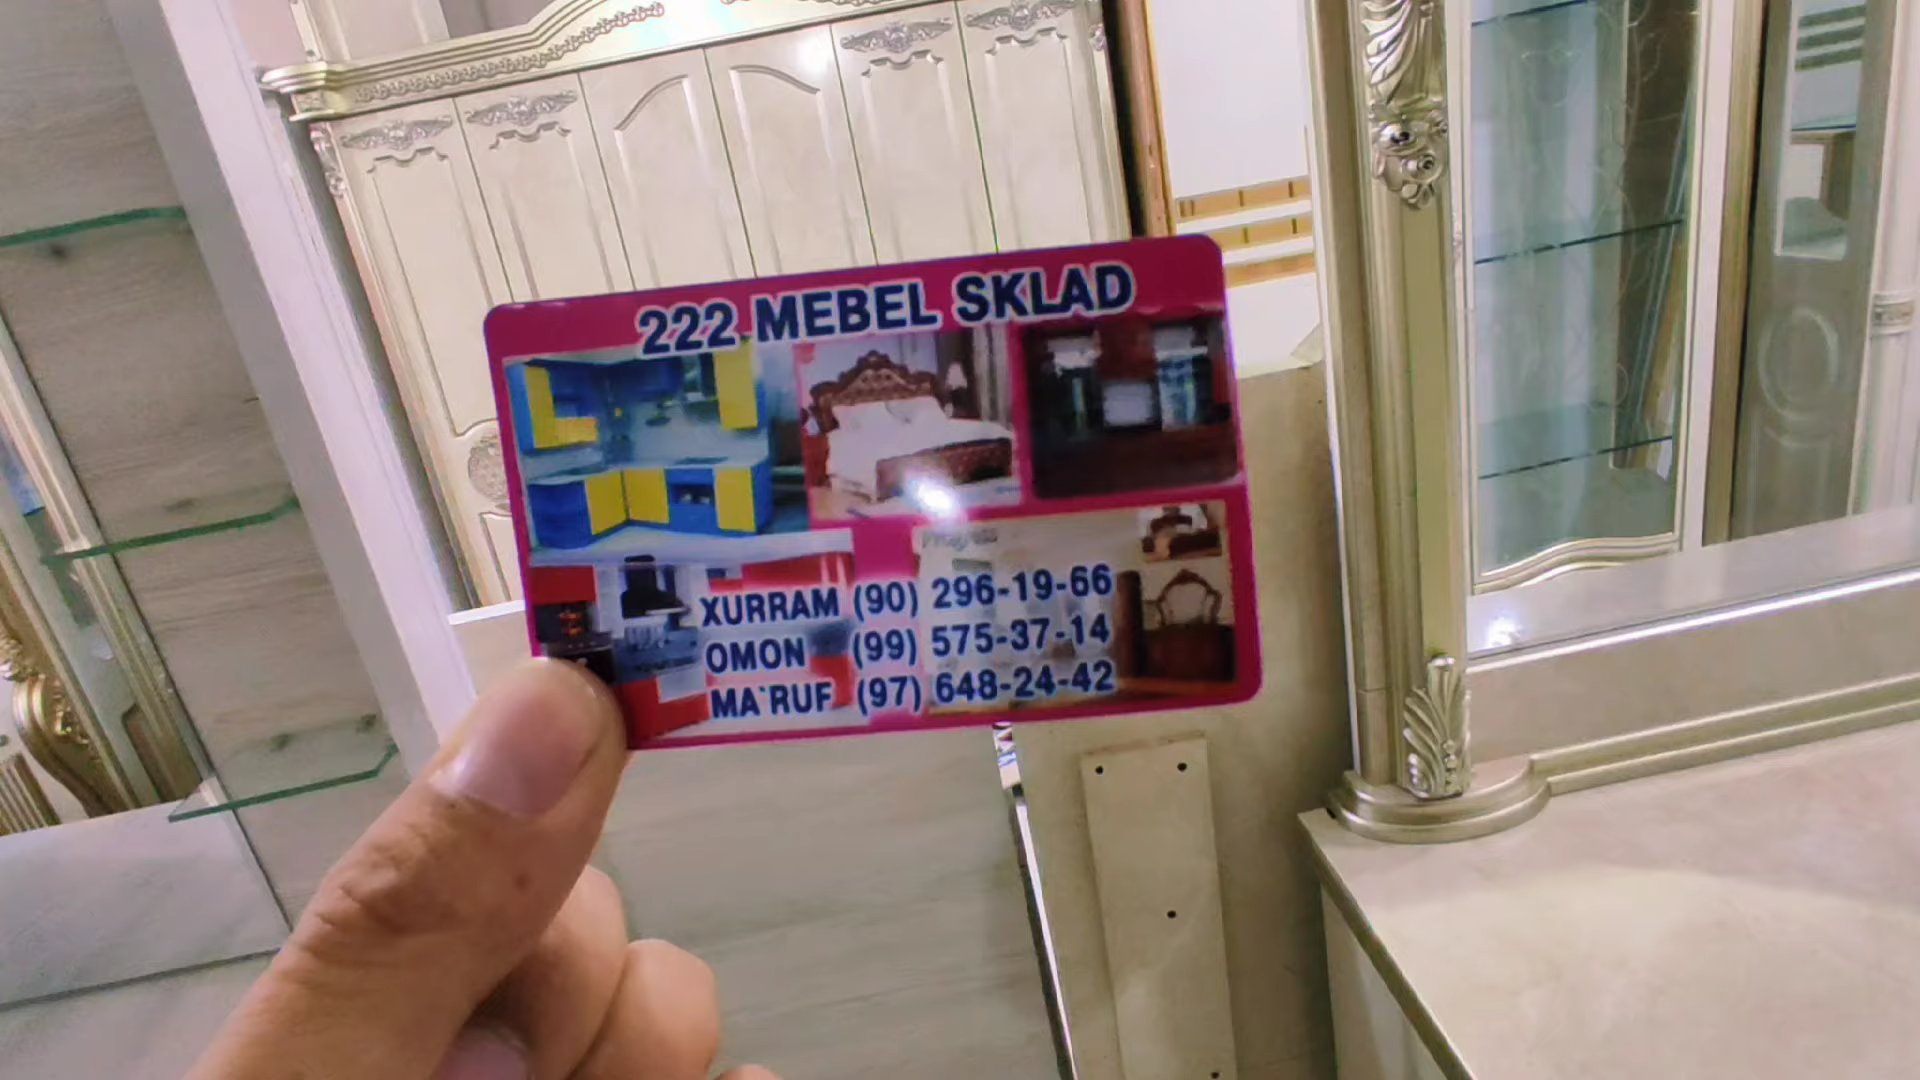 222 MEBEL SKLAD
Progress
XURRAM (90) 296-19-66
OMON (99) 575-37-14
MA'RUF (97) 648-24-42